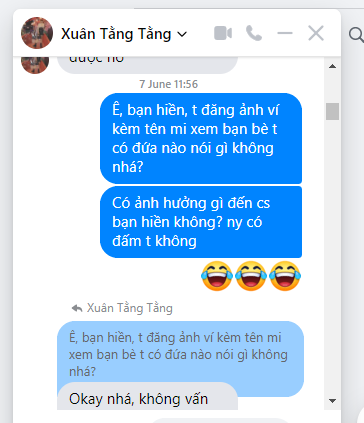 Xuân Tằng Tằng
được nó
7 June 11:56
Ê, bạn hiền, t đăng ảnh ví
kèm tên mi xem bạn bè t
có đứa nào nói gì không
nhá?
Có ảnh hưởng gì đến cs
bạn hiền không? ny có
đấm t không
Xuân Tằng Tằng
Ê, bạn hiền, t đăng ảnh ví kèm tên mi
xem bạn bè t có đứa nào nói gì không
nhá?
Okay nhá, không vấn